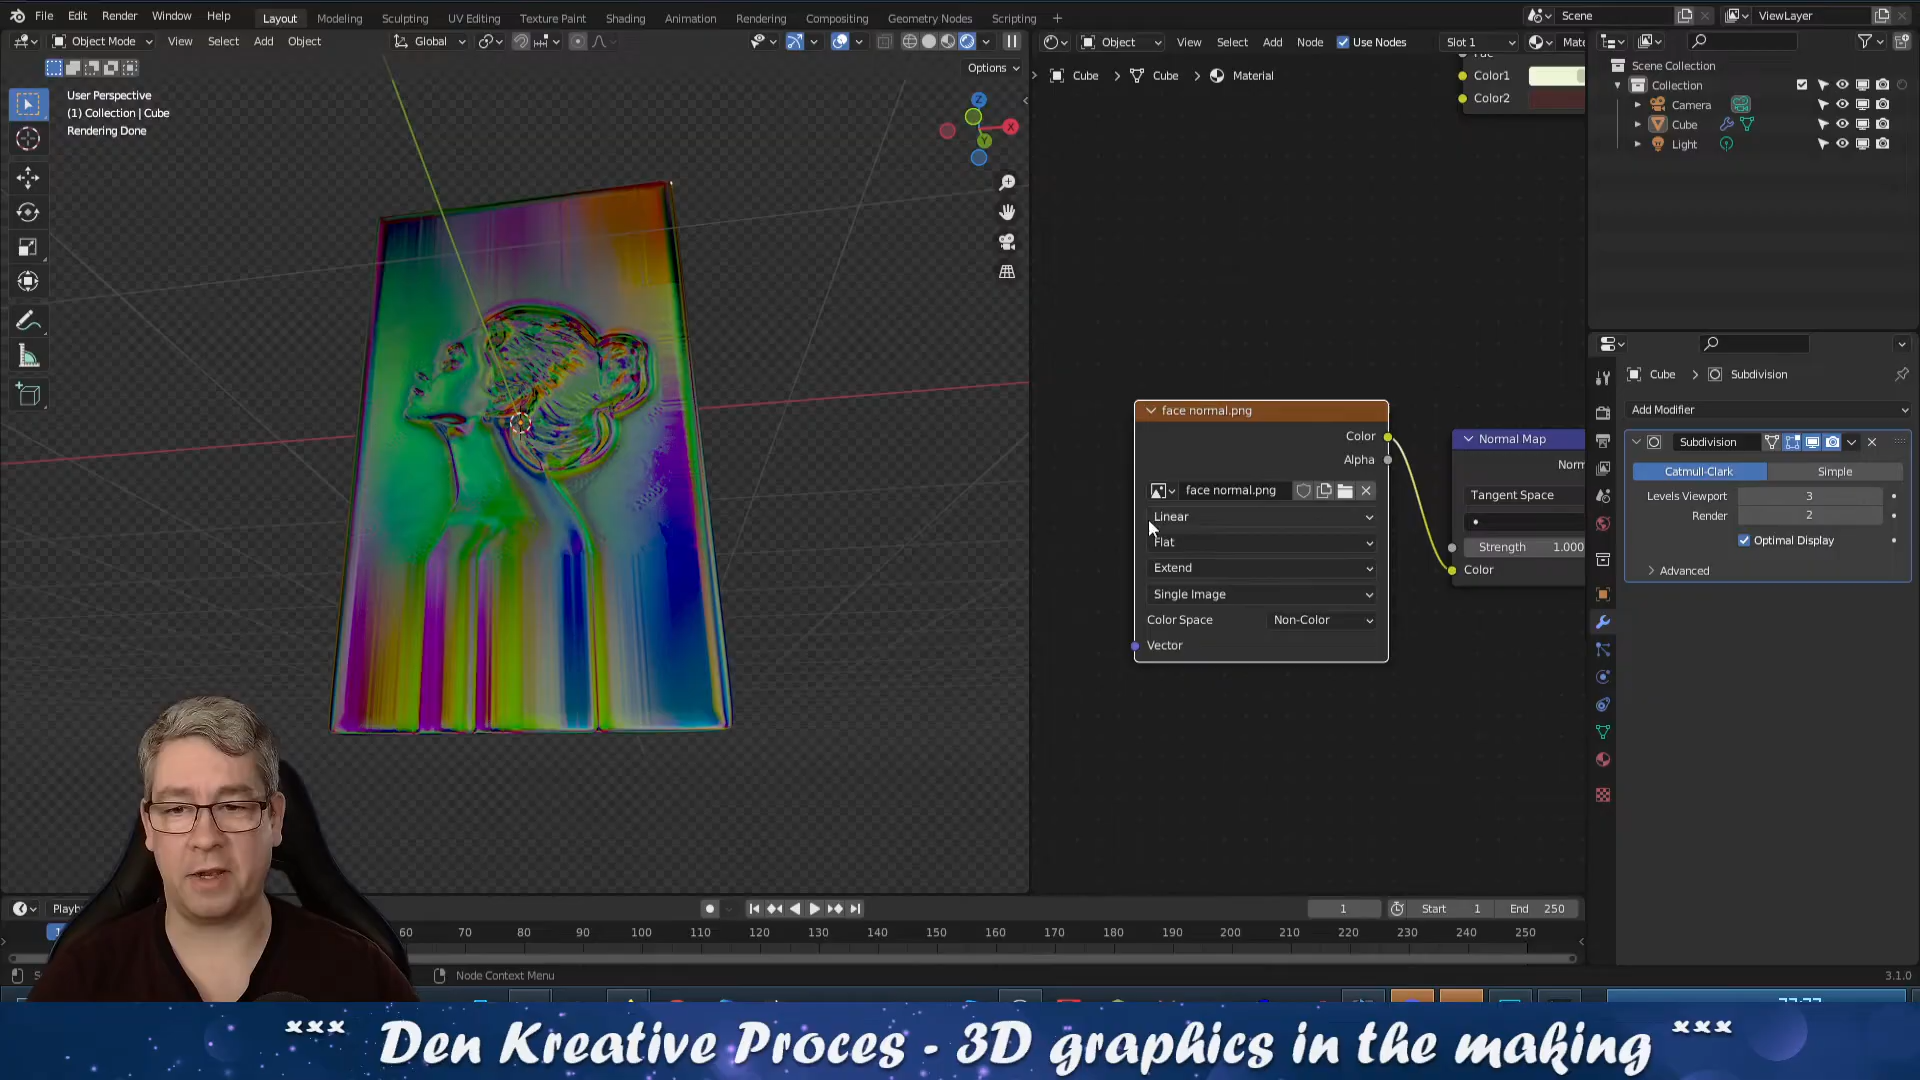 File Edit Render Window Help Layout Modeling Sculpting UV Editing Texture Paint Shading Animation Rendering Compositing Geometry Nodes Scripting + Scene ViewLayer
Object Mode View Select Add Object Global
Object View Select Add Node Use Nodes Slot 1 Mate
Options
Cube > Cube > Material
Color1
Color2
User Perspective
(1) Collection | Cube
Rendering Done
Scene Collection
Collection
Camera
Cube
Light
Cube > Subdivision
Add Modifier
Subdivision
Catmull-Clark Simple
Levels Viewport 3
Render 2
Optimal Display
Advanced
face normal.png
Color
Alpha
face normal.png
Linear
Flat
Extend
Single Image
Color Space Non-Color
Vector
Normal Map
Norm
Tangent Space
Strength 1.000
Color
Z
X
Y
Playb
1 Start 1 End 250
60 70 80 90 100 110 120 130 140 150 160 170 180 190 200 210 220 230 240 250
Node Context Menu
3.1.0
*** Den Kreative Proces - 3D graphics in the making ***